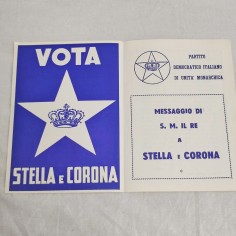 VOTA
STELLA E CORONA
PARTITO
DEMOCRATICO ITALIANO
DI UNITÀ MONARCHICA
MESSAGGIO DI
S. M. IL RE
A
STELLA E CORONA